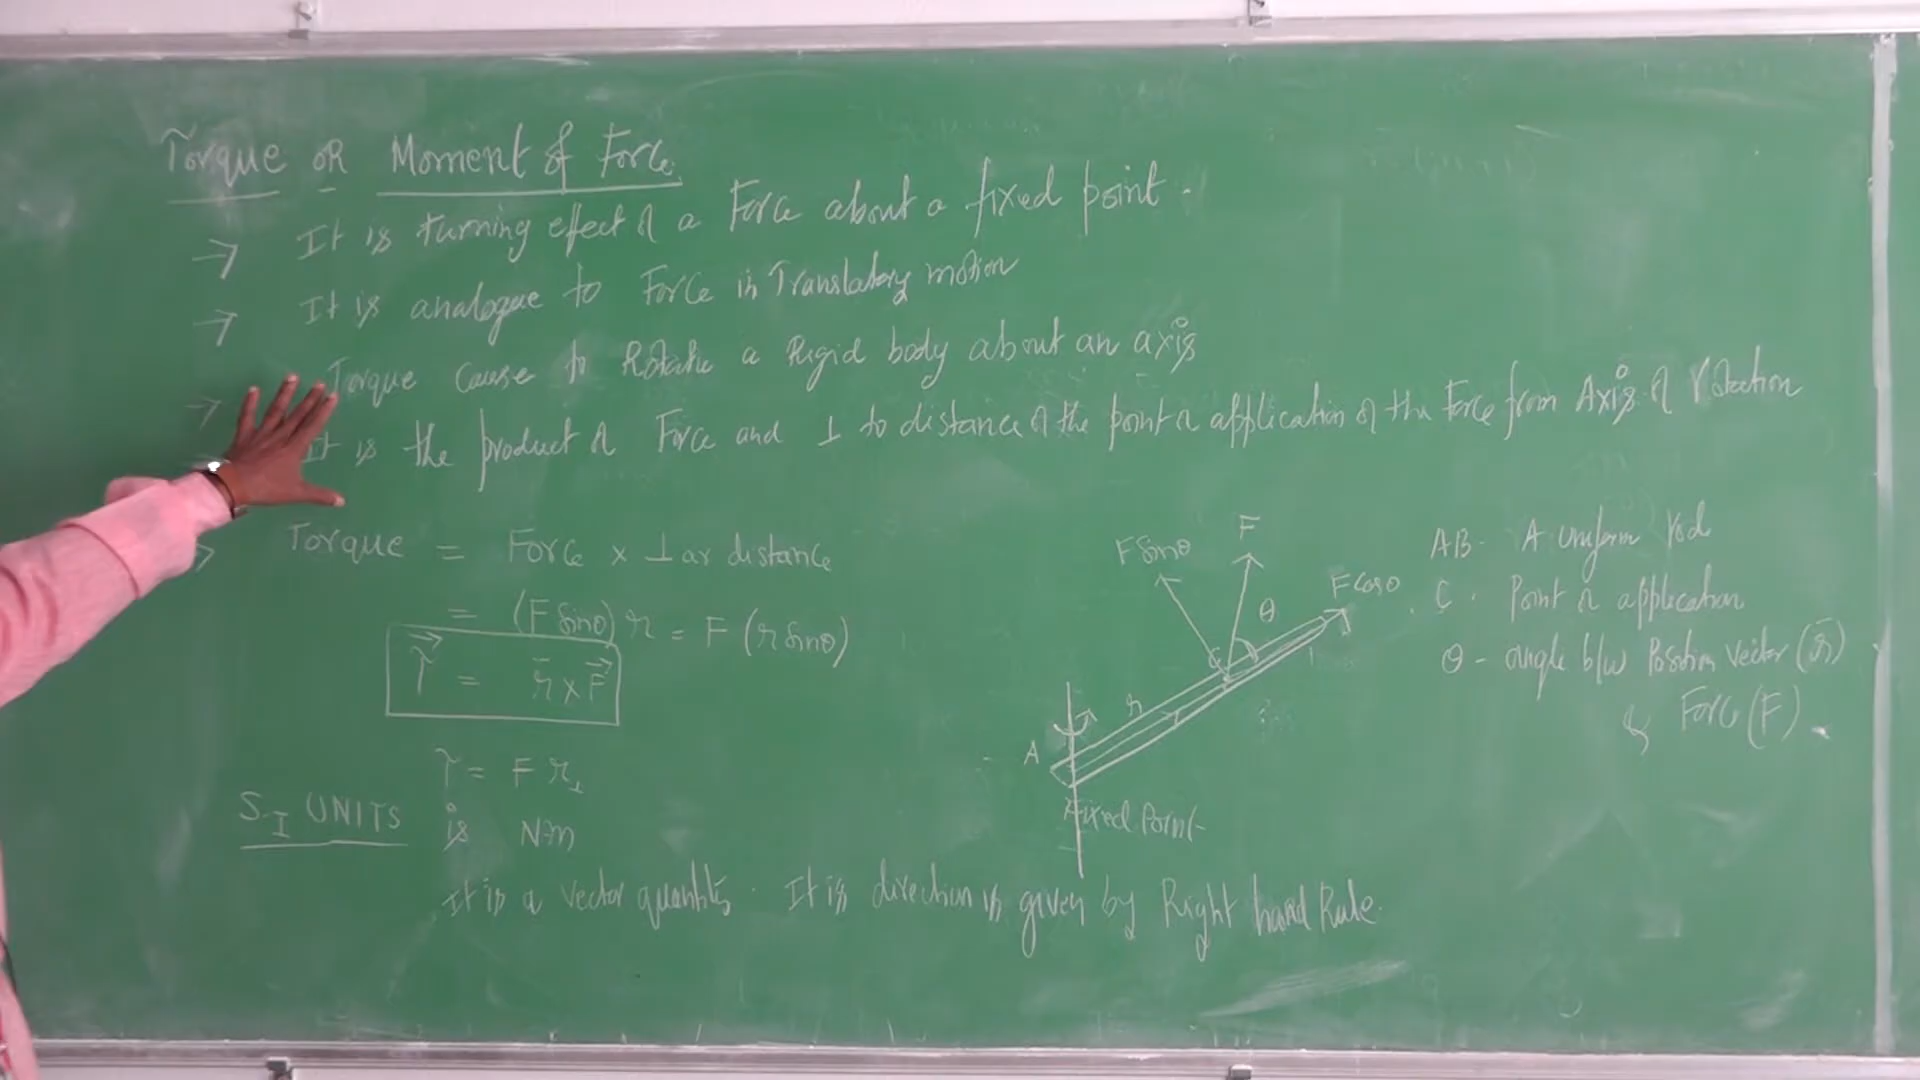 Torque OR Moment of Force.
→ It is turning effect of a Force about a fixed point.
→ It is analogue to Force in Translatory motion
→ Torque cause to Rotate a Rigid body about an axis
It is the product of Force and ⊥ to distance of the point of application of the Force from Axis of rotation
→ Torque = Force × ⊥ar distance
= (F Sinθ) r = F (r Sinθ)
τ⃗ = r̄ × F⃗
τ = F r⊥
S.I UNITS is N-m
It is a vector quantity. It is direction is given by Right hand Rule.
F Sinθ
F
F Cosθ
θ
C
r
A
Fixed Point
AB - A uniform rod
C - Point of application
θ - angle b/w Position vector (r̄)
& Force (F).